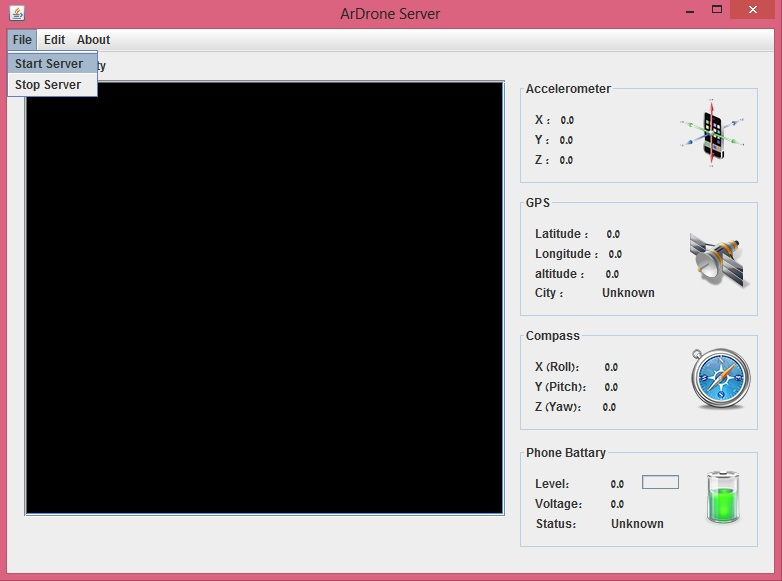 ArDrone Server
File Edit About
Start Server
Stop Server
Accelerometer
X : 0.0
Y : 0.0
Z : 0.0
GPS
Latitude : 0.0
Longitude : 0.0
altitude : 0.0
City : Unknown
Compass
X (Roll): 0.0
Y (Pitch): 0.0
Z (Yaw): 0.0
Phone Battary
Level: 0.0
Voltage: 0.0
Status: Unknown